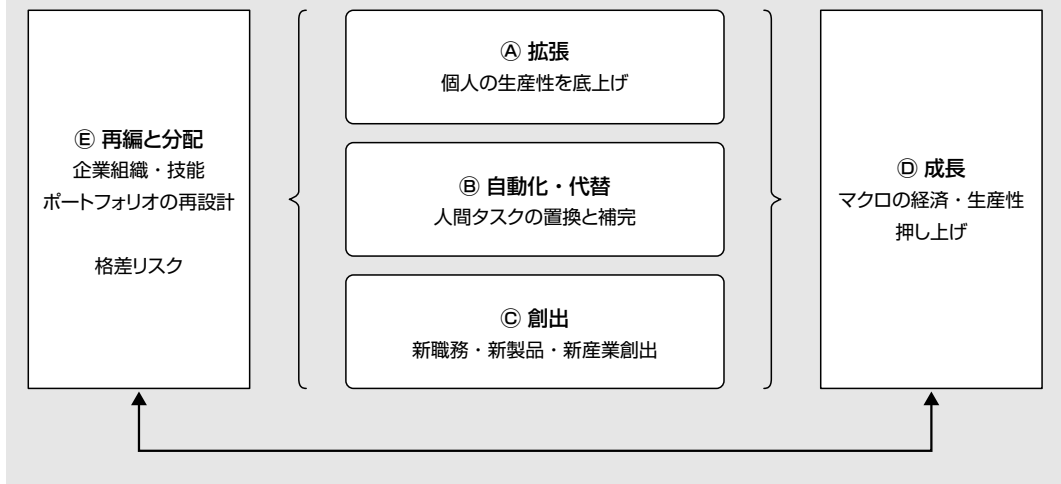 Ⓔ 再編と分配
企業組織・技能
ポートフォリオの再設計
格差リスク
Ⓐ 拡張
個人の生産性を底上げ
Ⓑ 自動化・代替
人間タスクの置換と補完
Ⓒ 創出
新職務・新製品・新産業創出
Ⓓ 成長
マクロの経済・生産性
押し上げ